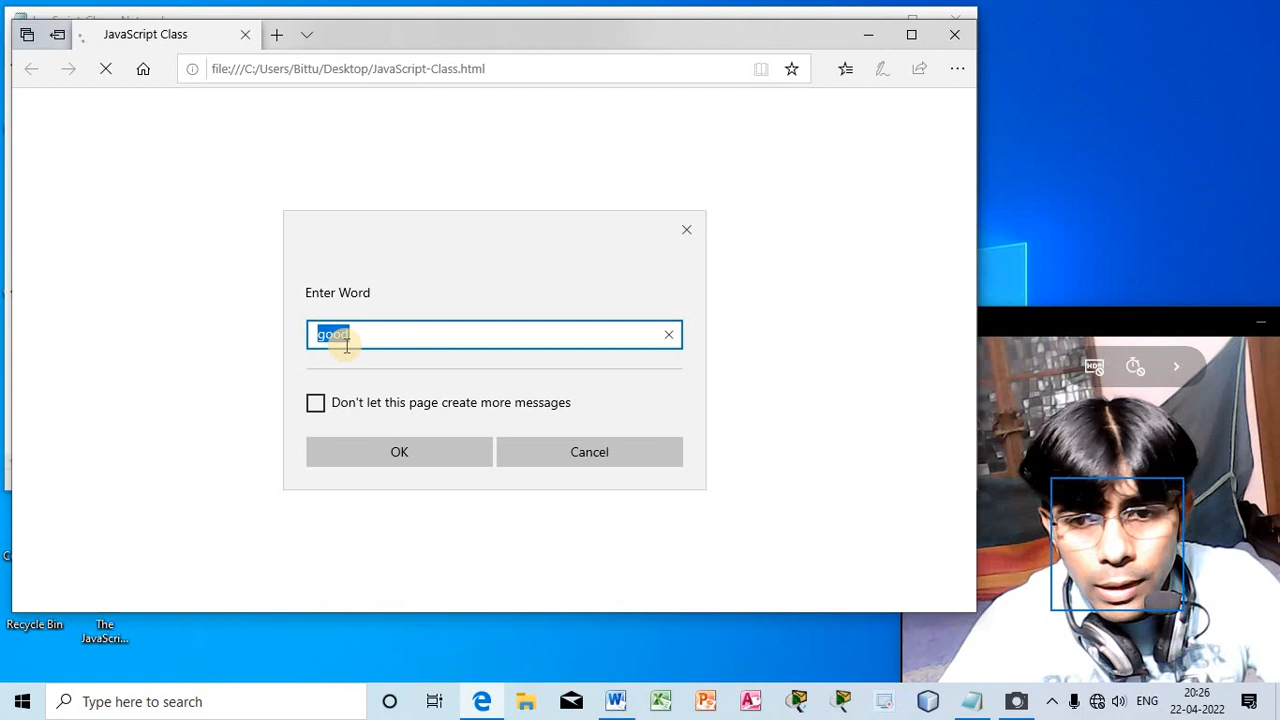 JavaScript Class
file:///C:/Users/Bittu/Desktop/JavaScript-Class.html
Enter Word
good
Don't let this page create more messages
OK
Cancel
HDR
Recycle Bin
The
JavaScri...
Type here to search
ENG
20:26
22-04-2022